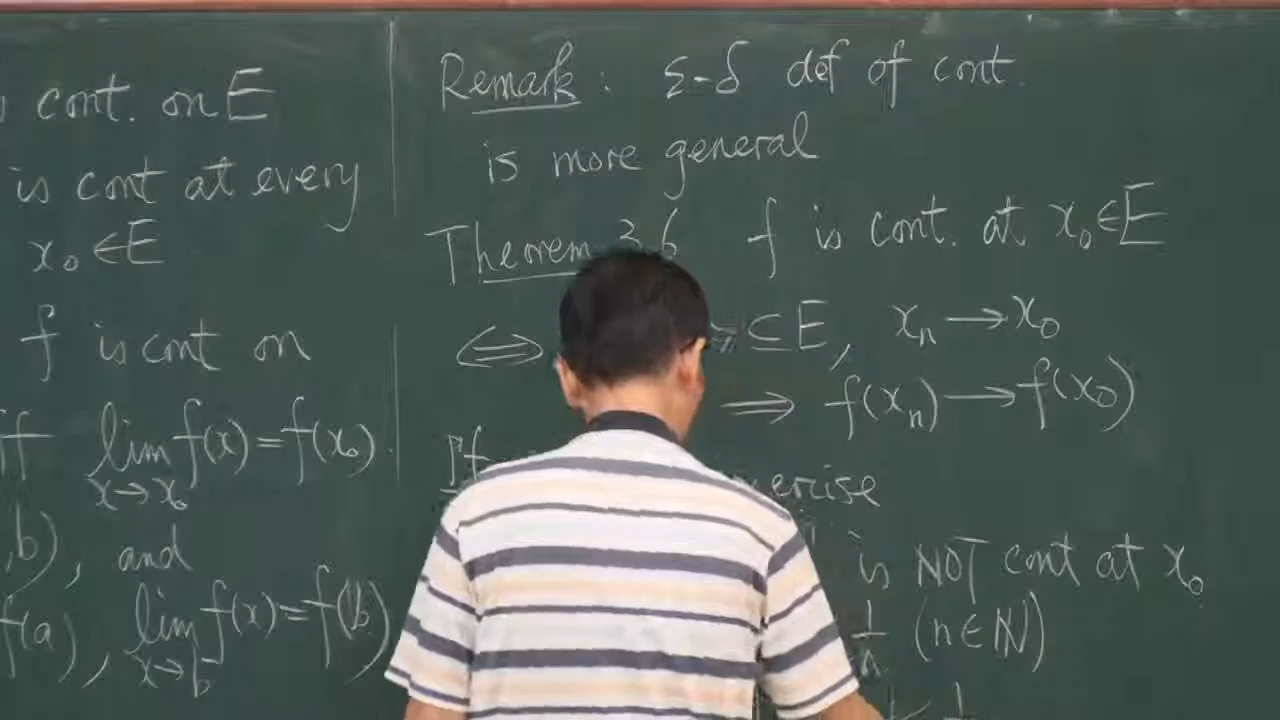 cont. on E
is cont at every
x₀ ∈ E
f is cont on
lim f(x) = f(x₀)
x→x₀
,b), and
f(a), lim f(x) = f(b)
x→b⁻
Remark: ε-δ def of cont.
is more general
Theorem 3.6 f is cont. at x₀ ∈ E
⇔ ⊆ E, xₙ → x₀
⇒ f(xₙ) → f(x₀)
is NOT cont at x₀
1/n (n ∈ ℕ)